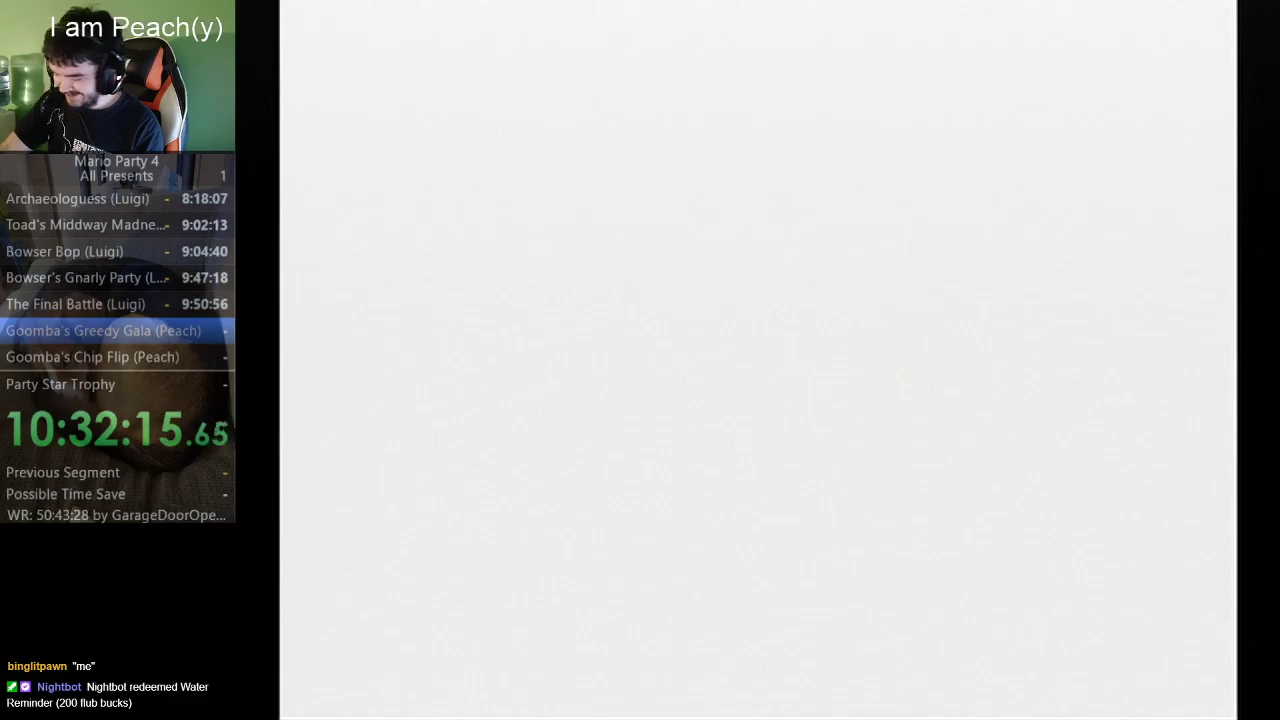 I am Peach(y)
Mario Party 4
All Presents 1
Archaeologuess (Luigi) - 8:18:07
Toad's Middway Madne... - 9:02:13
Bowser Bop (Luigi) - 9:04:40
Bowser's Gnarly Party (L... - 9:47:18
The Final Battle (Luigi) - 9:50:56
Goomba's Greedy Gala (Peach) -
Goomba's Chip Flip (Peach) -
Party Star Trophy -
10:32:15.65
Previous Segment -
Possible Time Save -
WR: 50:43:28 by GarageDoorOpe...
binglitpawn "me"
Nightbot Nightbot redeemed Water
Reminder (200 flub bucks)